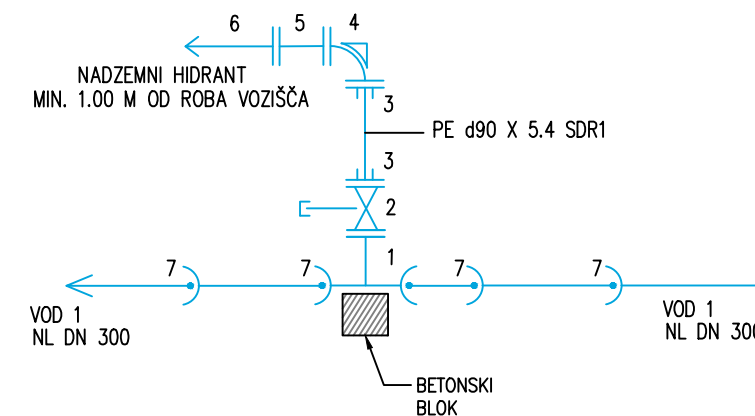 6 5 4
NADZEMNI HIDRANT
MIN. 1.00 M OD ROBA VOZIŠČA
3
PE d90 X 5.4 SDR1
3
2
1
7 7 7 7
VOD 1
NL DN 300
VOD 1
NL DN 300
BETONSKI
BLOK